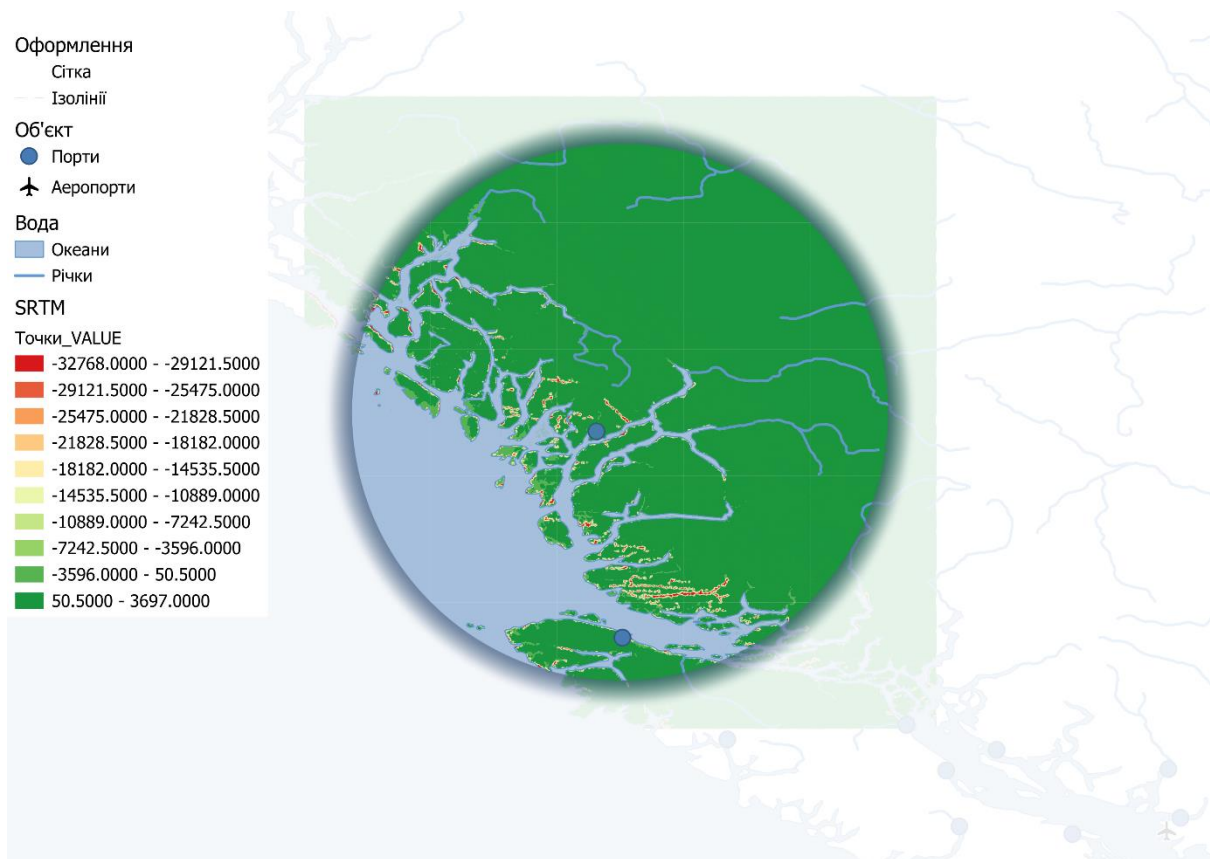 Оформлення
Сітка
Ізолінії
Об'єкт
Порти
Аеропорти
Вода
Океани
Річки
SRTM
Точки_VALUE
-32768.0000 - -29121.5000
-29121.5000 - -25475.0000
-25475.0000 - -21828.5000
-21828.5000 - -18182.0000
-18182.0000 - -14535.5000
-14535.5000 - -10889.0000
-10889.0000 - -7242.5000
-7242.5000 - -3596.0000
-3596.0000 - 50.5000
50.5000 - 3697.0000